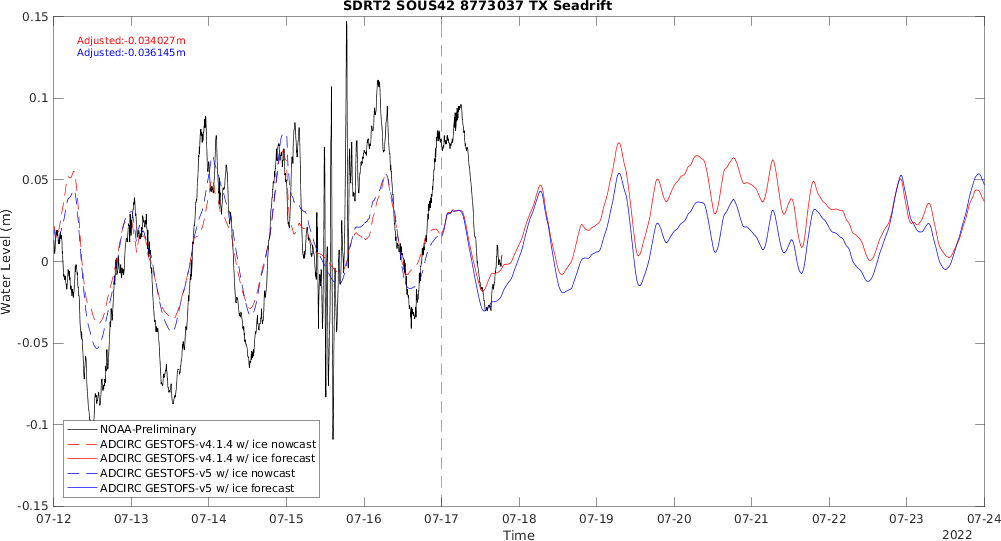 SDRT2 SOUS42 8773037 TX Seadrift
Adjusted:-0.034027m
Adjusted:-0.036145m
Water Level (m)
0.15
0.1
0.05
0
-0.05
-0.1
-0.15
NOAA-Preliminary
ADCIRC GESTOFS-v4.1.4 w/ ice nowcast
ADCIRC GESTOFS-v4.1.4 w/ ice forecast
ADCIRC GESTOFS-v5 w/ ice nowcast
ADCIRC GESTOFS-v5 w/ ice forecast
07-12 07-13 07-14 07-15 07-16 07-17 07-18 07-19 07-20 07-21 07-22 07-23 07-24
Time
2022